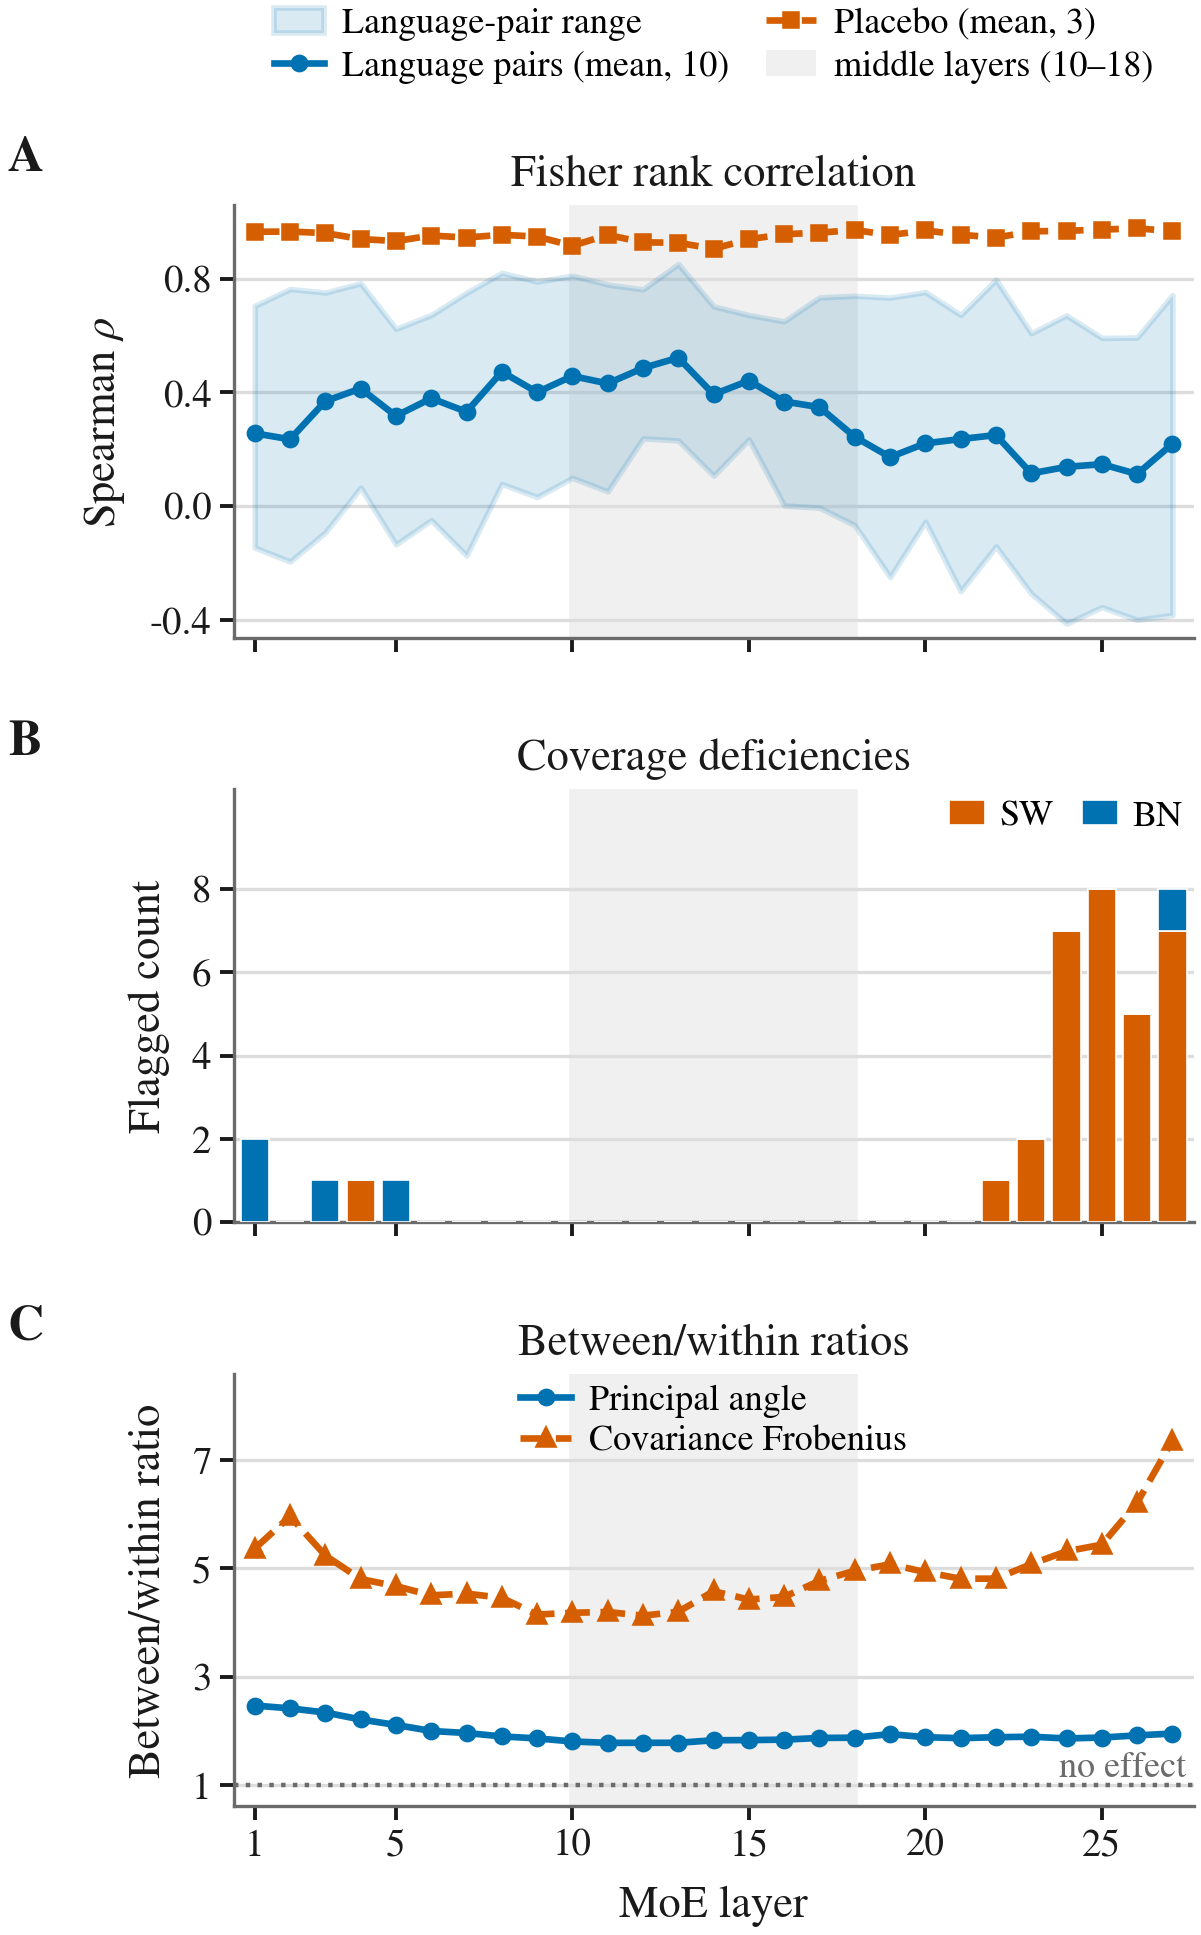 Language-pair range
Language pairs (mean, 10)
Placebo (mean, 3)
middle layers (10–18)
A
Fisher rank correlation
Spearman ρ
0.8
0.4
0.0
-0.4
B
Coverage deficiencies
SW
BN
Flagged count
8
6
4
2
0
C
Between/within ratios
Principal angle
Covariance Frobenius
Between/within ratio
7
5
3
1
no effect
1 5 10 15 20 25
MoE layer